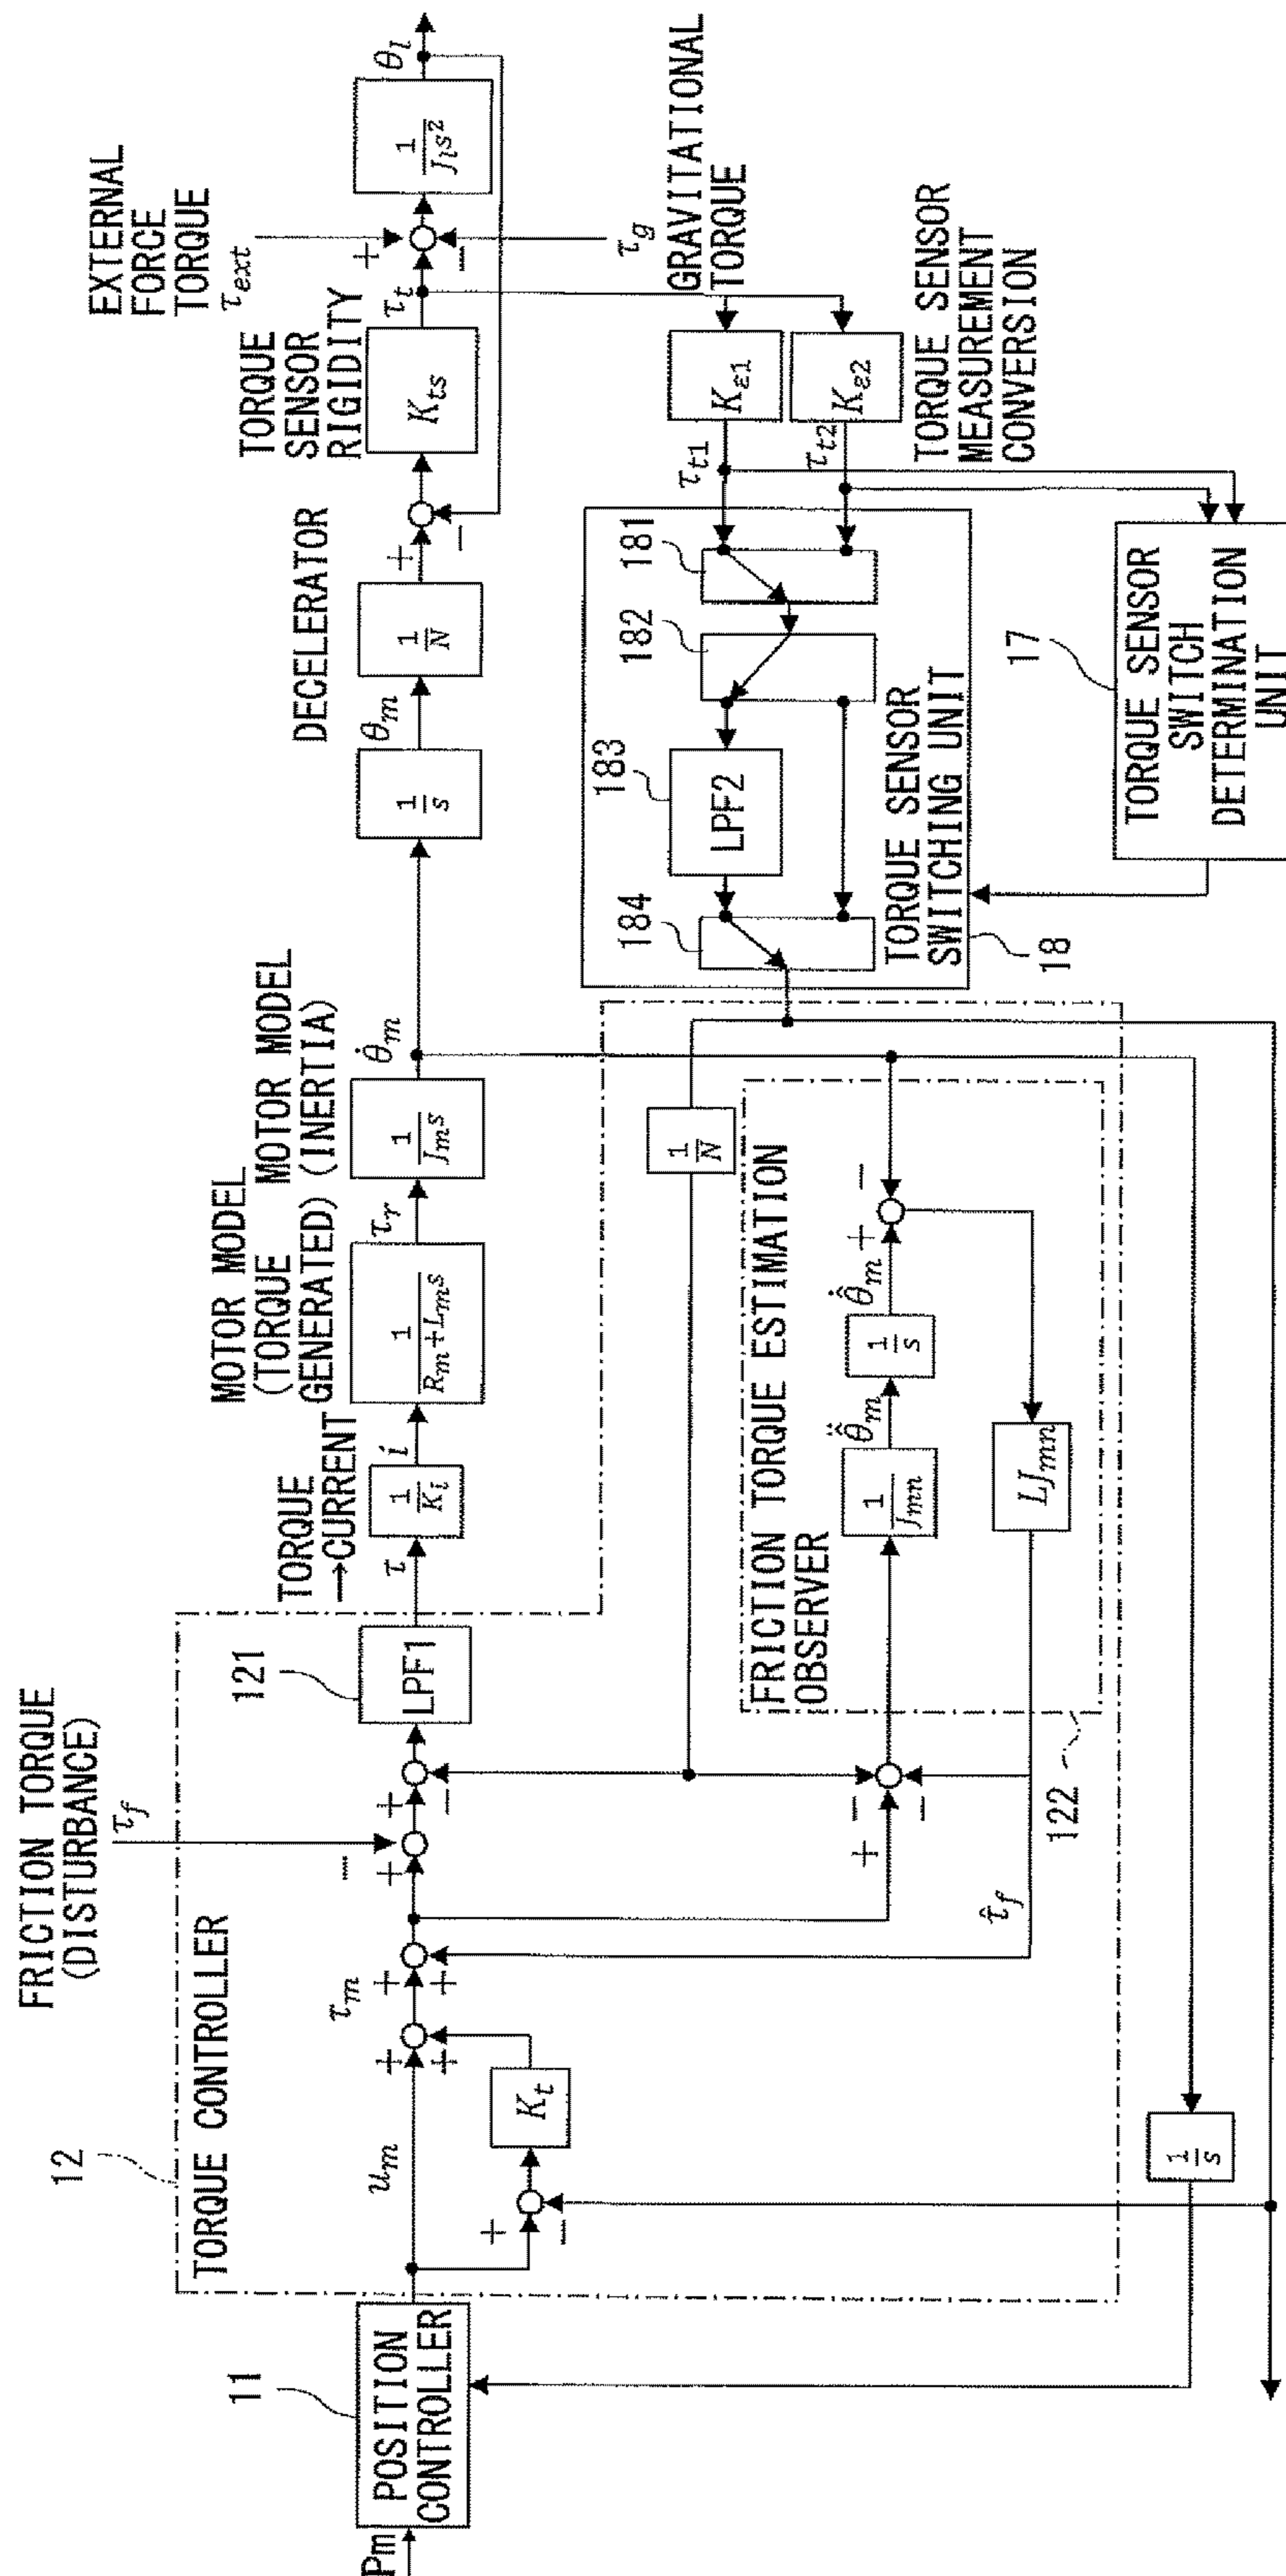 FRICTION TORQUE
(DISTURBANCE)
τf
12
TORQUE CONTROLLER
11
Pm
POSITION
CONTROLLER
um
+
+
+
−
Kt
τm
+
+
+
−
+
−
121
LPF1
τ
TORQUE
→CURRENT
1/Ki
i
MOTOR MODEL
(TORQUE
GENERATED)
1/(Rm+Lms)
τr
MOTOR MODEL
(INERTIA)
1/(Jms)
θ̇m
1/s
θm
DECELERATOR
1/N
+
−
TORQUE
SENSOR
RIGIDITY
Kts
τt
EXTERNAL
FORCE
TORQUE
τext
+
−
1/(Jls²)
θl
τg
GRAVITATIONAL
TORQUE
Kε1
Kε2
τt1
τt2
TORQUE SENSOR
MEASUREMENT
CONVERSION
181
182
183
LPF2
184
TORQUE SENSOR
SWITCHING UNIT
18
17
TORQUE SENSOR
SWITCH
DETERMINATION
UNIT
1/N
FRICTION TORQUE ESTIMATION
OBSERVER
+
−
−
1/Jmn
θ̈̂m
1/s
θ̇̂m
+
−
LJmn
τ̂f
122
1/s